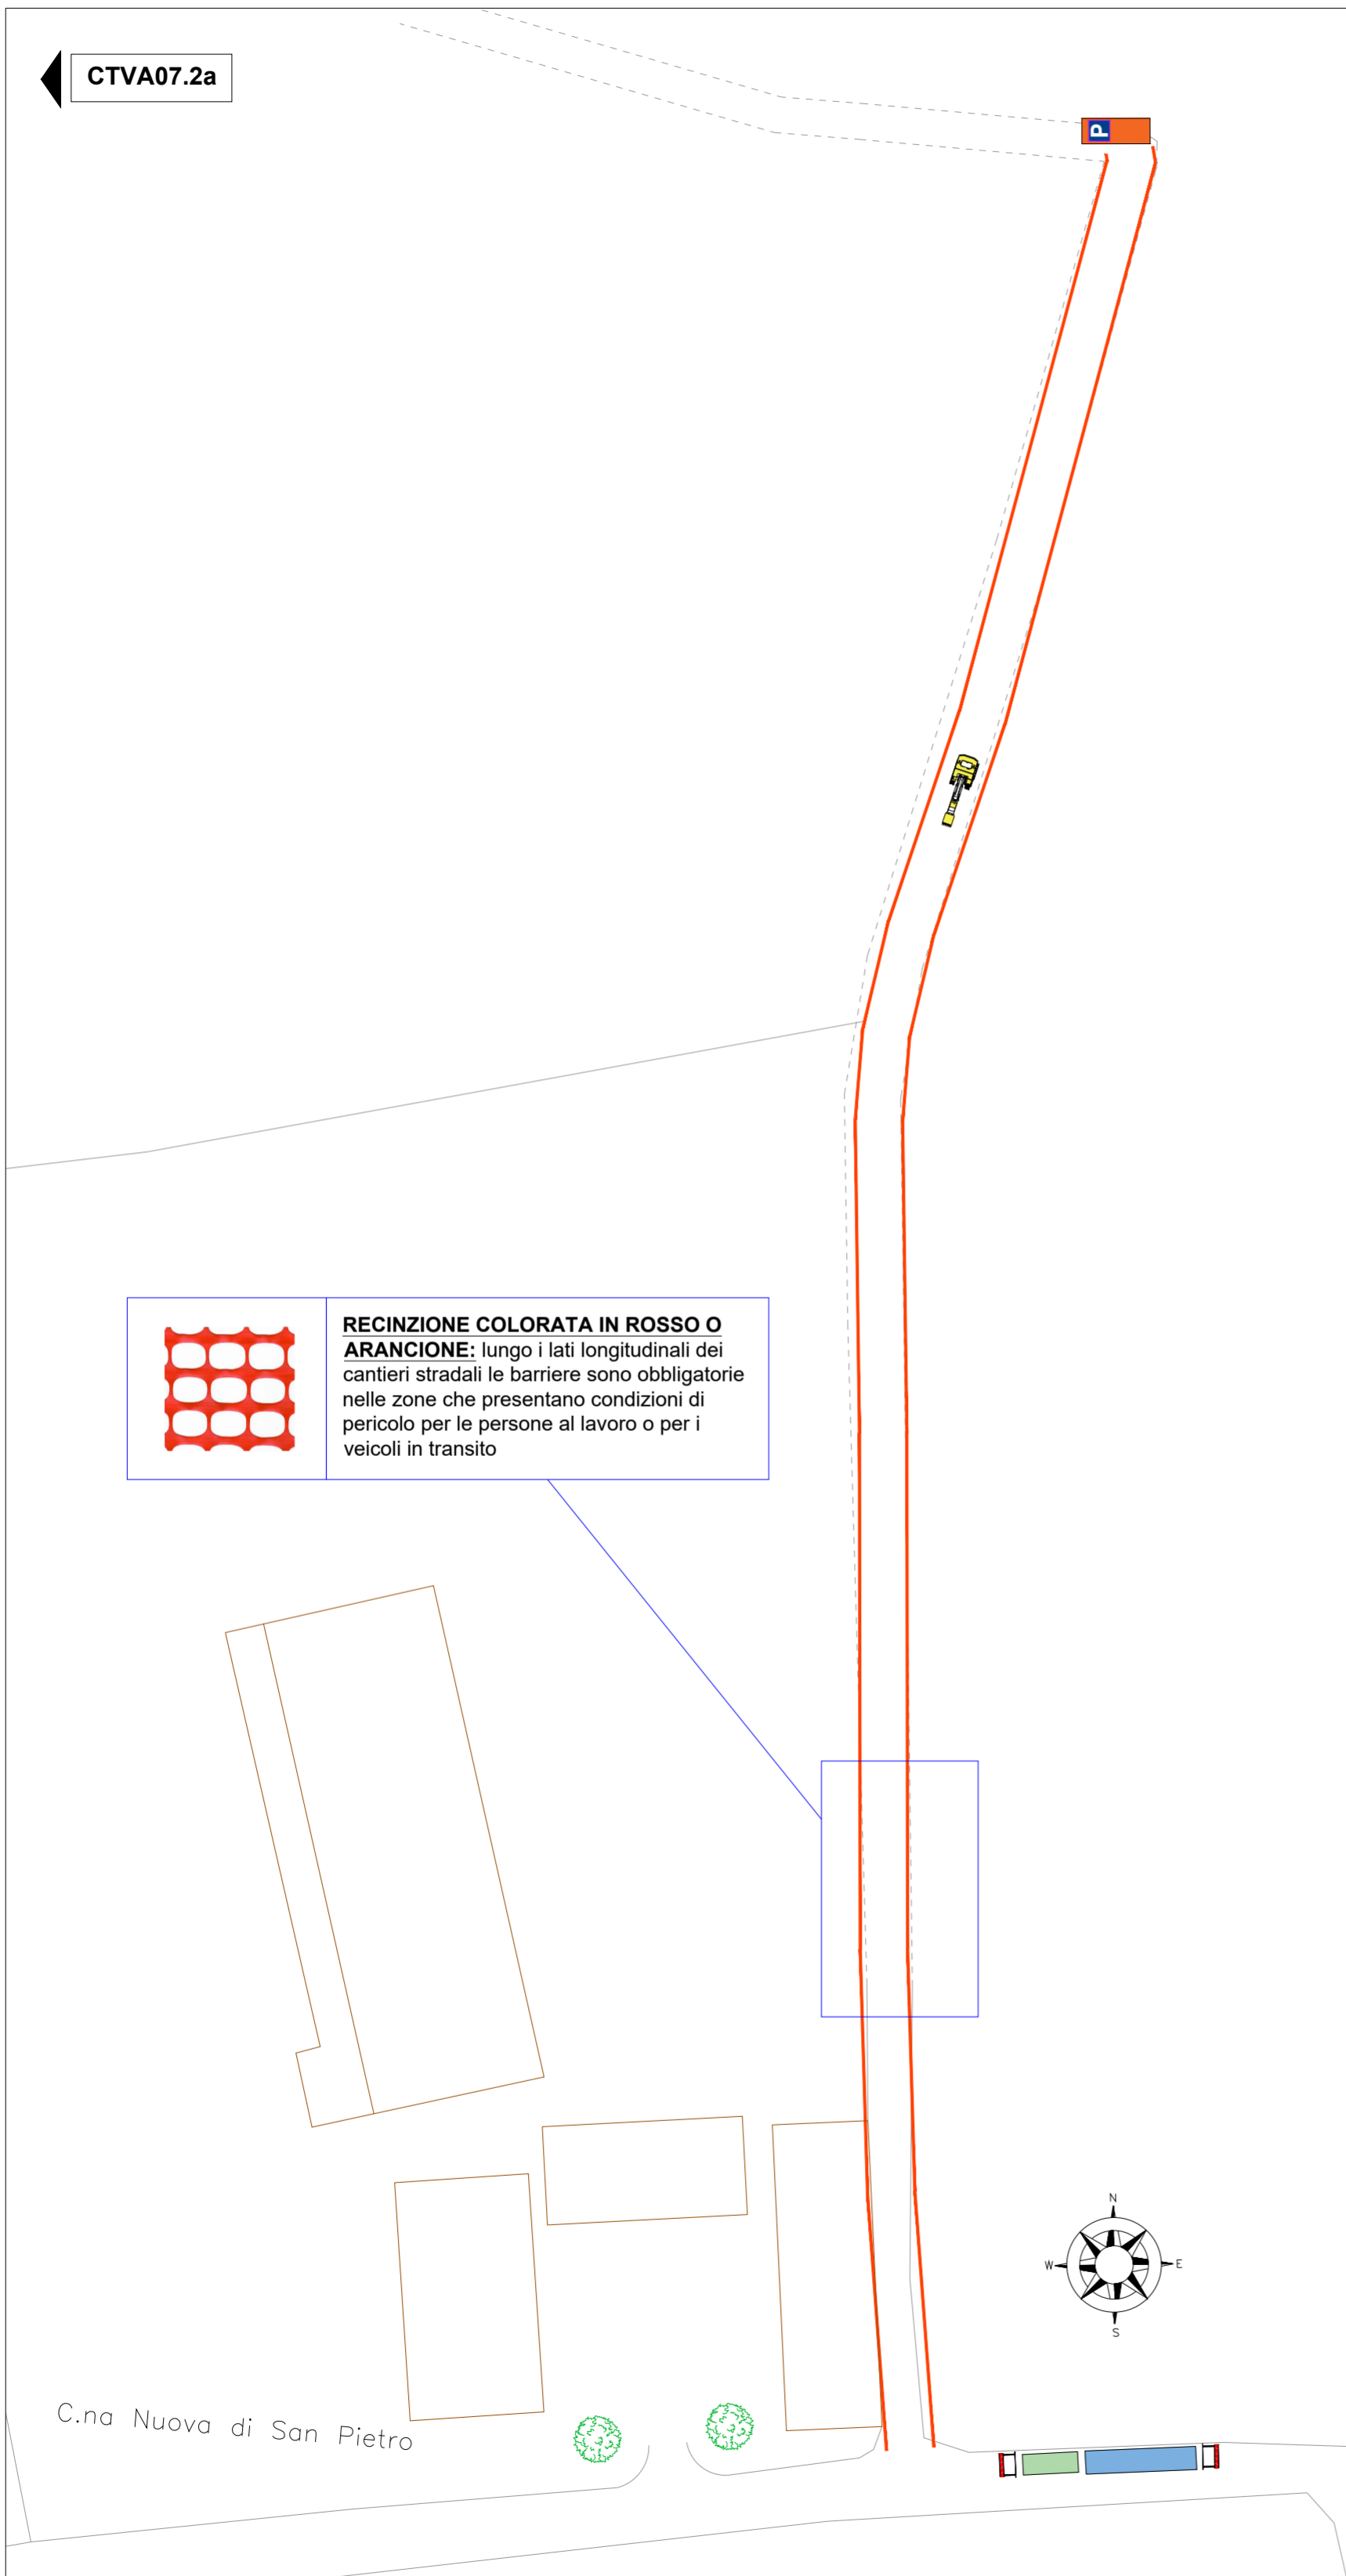 CTVA07.2a
P
RECINZIONE COLORATA IN ROSSO O
ARANCIONE: lungo i lati longitudinali dei
cantieri stradali le barriere sono obbligatorie
nelle zone che presentano condizioni di
pericolo per le persone al lavoro o per i
veicoli in transito
N
W E
S
C.na Nuova di San Pietro